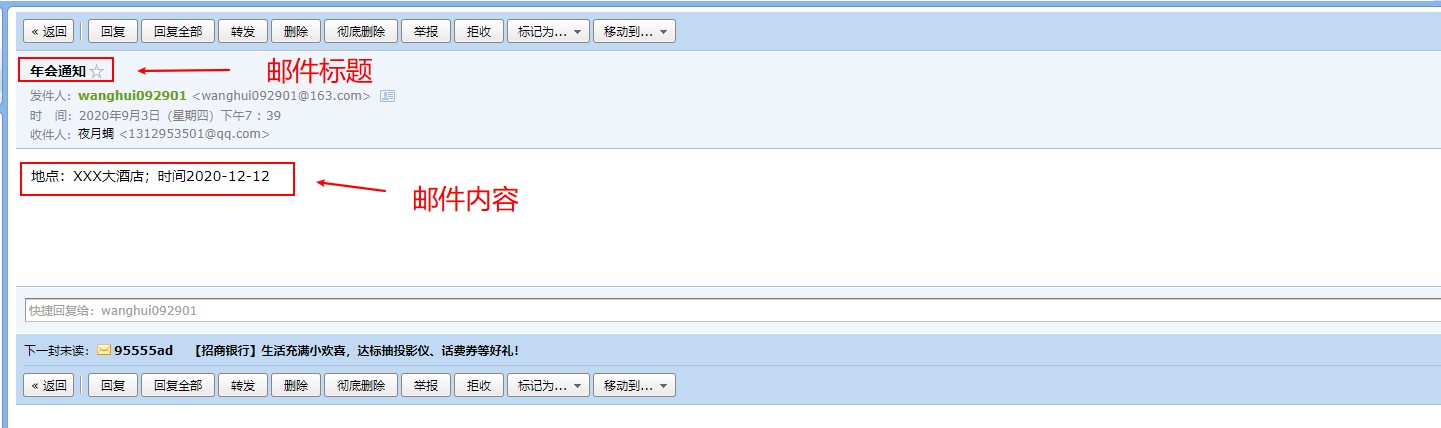 « 返回 回复 回复全部 转发 删除 彻底删除 举报 拒收 标记为... 移动到...
年会通知☆ 邮件标题
发件人：wanghui092901 <wanghui092901@163.com>
时 间：2020年9月3日（星期四）下午7：39
收件人：夜月蝎 <1312953501@qq.com>
地点：XXX大酒店；时间2020-12-12
邮件内容
快捷回复给：wanghui092901
下一封未读：95555ad 【招商银行】生活充满小欢喜，达标抽投影仪、话费券等好礼！
« 返回 回复 回复全部 转发 删除 彻底删除 举报 拒收 标记为... 移动到...